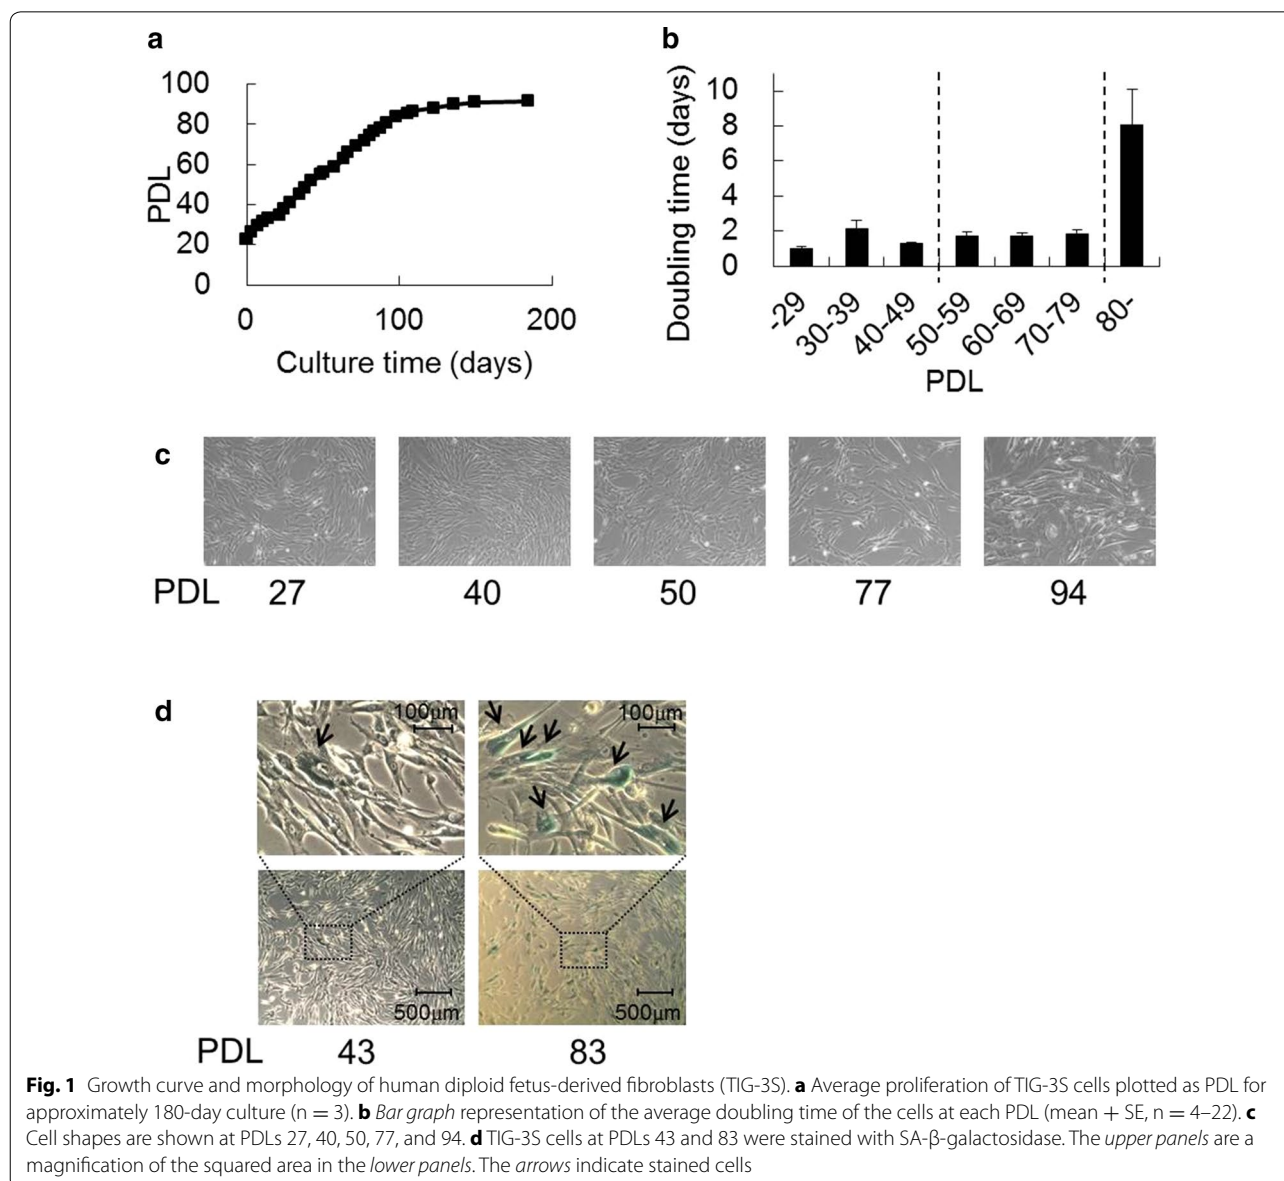 a
PDL
100
80
60
40
20
0
0 100 200
Culture time (days)
b
Doubling time (days)
10
8
6
4
2
0
-29 30-39 40-49 50-59 60-69 70-79 80-
PDL
c
PDL 27 40 50 77 94
d
100μm 100μm
500μm 500μm
PDL 43 83
Fig. 1 Growth curve and morphology of human diploid fetus-derived fibroblasts (TIG-3S). a Average proliferation of TIG-3S cells plotted as PDL for
approximately 180-day culture (n = 3). b Bar graph representation of the average doubling time of the cells at each PDL (mean + SE, n = 4–22). c
Cell shapes are shown at PDLs 27, 40, 50, 77, and 94. d TIG-3S cells at PDLs 43 and 83 were stained with SA-β-galactosidase. The upper panels are a
magnification of the squared area in the lower panels. The arrows indicate stained cells